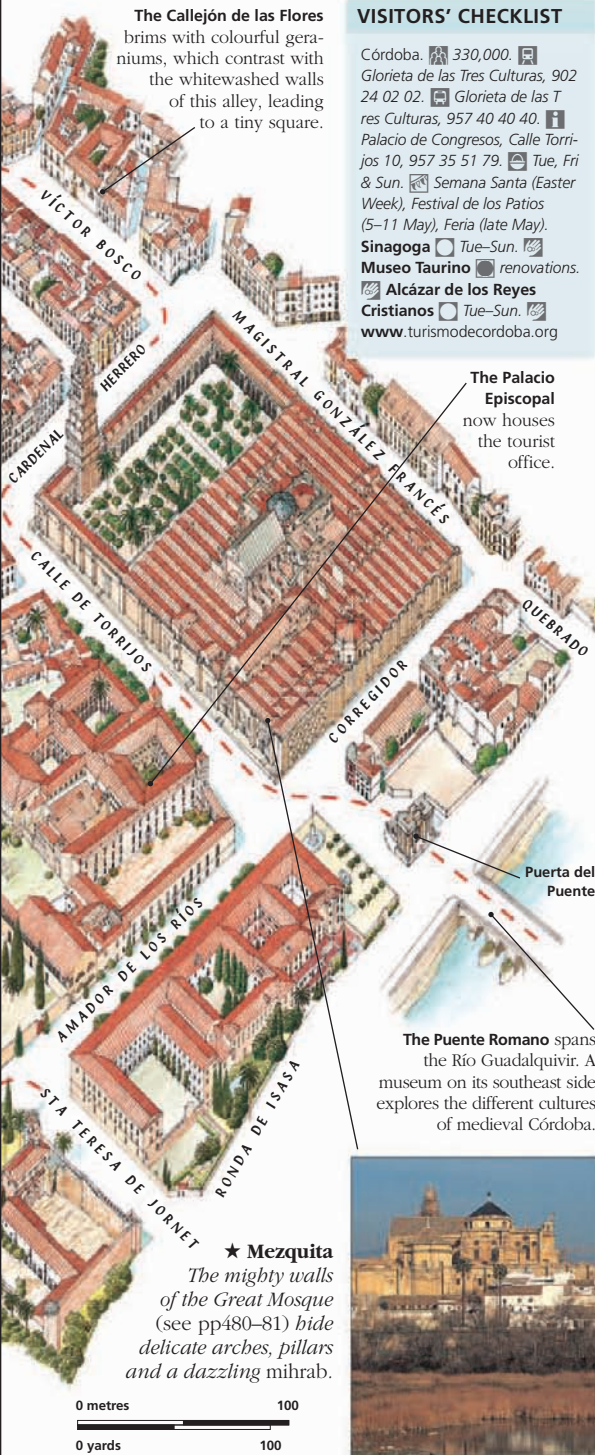 The Callejón de las Flores
brims with colourful gera-
niums, which contrast with
the whitewashed walls
of this alley, leading
to a tiny square.
VISITORS' CHECKLIST
Córdoba. 330,000.
Glorieta de las Tres Culturas, 902
24 02 02. Glorieta de las T
res Culturas, 957 40 40 40.
Palacio de Congresos, Calle Torri-
jos 10, 957 35 51 79. Tue, Fri
& Sun. Semana Santa (Easter
Week), Festival de los Patios
(5–11 May), Feria (late May).
Sinagoga Tue–Sun.
Museo Taurino renovations.
Alcázar de los Reyes
Cristianos Tue–Sun.
www.turismodecordoba.org
VÍCTOR BOSCO
HERRERO
CARDENAL
MAGISTRAL GONZÁLEZ FRANCÉS
The Palacio
Episcopal
now houses
the tourist
office.
CALLE DE TORRIJOS
QUEBRADO
CORREGIDOR
Puerta del
Puente
AMADOR DE LOS RÍOS
The Puente Romano spans
the Río Guadalquivir. A
museum on its southeast side
explores the different cultures
of medieval Córdoba.
RONDA DE ISASA
STA TERESA DE JORNET
★ Mezquita
The mighty walls
of the Great Mosque
(see pp480–81) hide
delicate arches, pillars
and a dazzling mihrab.
0 metres 100
0 yards 100